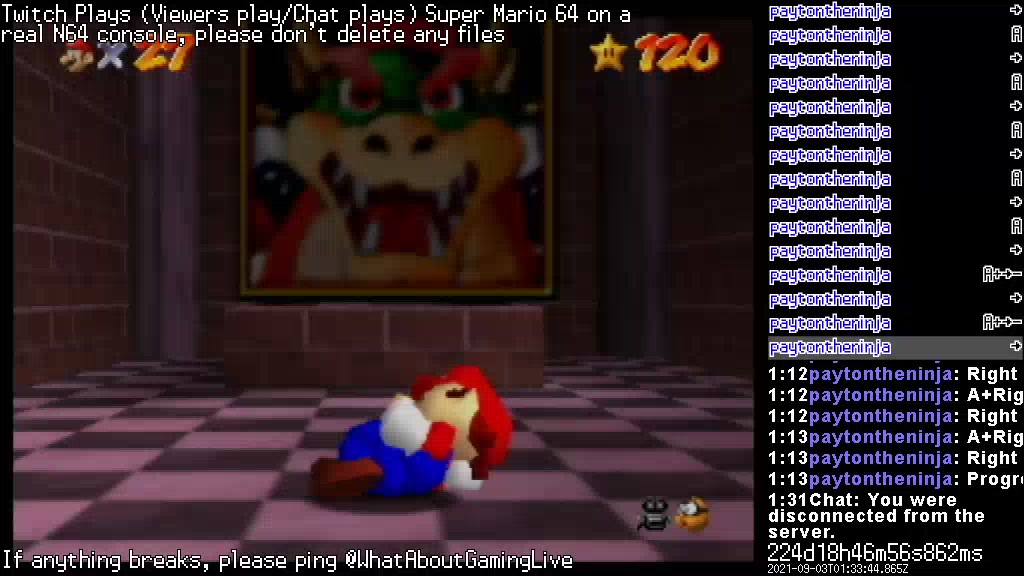 Twitch Plays (Viewers play/Chat plays) Super Mario 64 on a
real N64 console, please don't delete any files
27
120
If anything breaks, please ping @WhatAboutGamingLive
paytontheninja →
paytontheninja A
paytontheninja →
paytontheninja A
paytontheninja →
paytontheninja A
paytontheninja →
paytontheninja A
paytontheninja →
paytontheninja A
paytontheninja →
paytontheninja A+→
paytontheninja →
paytontheninja A+→
paytontheninja →
1:12paytontheninja: Right
1:12paytontheninja: A+Rig
1:12paytontheninja: Right
1:13paytontheninja: A+Rig
1:13paytontheninja: Right
1:13paytontheninja: Progre
1:31Chat: You were
disconnected from the
server.
224d18h46m56s862ms
2021-09-03T01:33:44.865Z